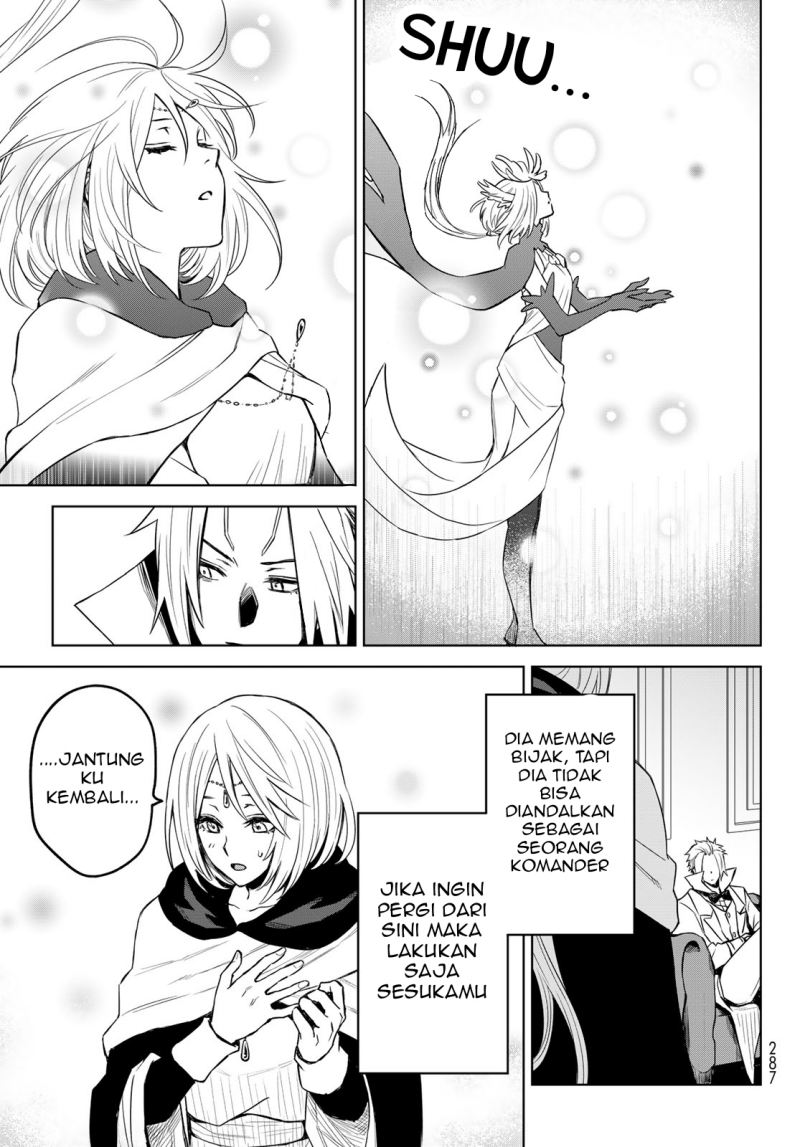 SHUU...
DIA MEMANG
BIJAK, TAPI
DIA TIDAK
BISA
DIANDALKAN
SEBAGAI
SEORANG
KOMANDER
JIKA INGIN
PERGI DARI
SINI MAKA
LAKUKAN
SAJA
SESUKAMU
....JANTUNG
KU
KEMBALI...
287